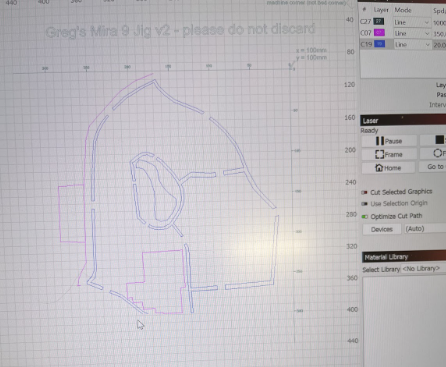 Greg's Mira 9 Jig v2 - please do not discard
x = 100mm
y = 100mm
# Layer Mode
C27 07 Line
C07 Line
C19 Line
40
80
120
160
200
240
280
320
360
400
440
Laser
Ready
Pause
Frame
Home
Go to
Cut Selected Graphics
Use Selection Origin
Optimize Cut Path
Devices (Auto)
Material Library
Select Library: <No Library>